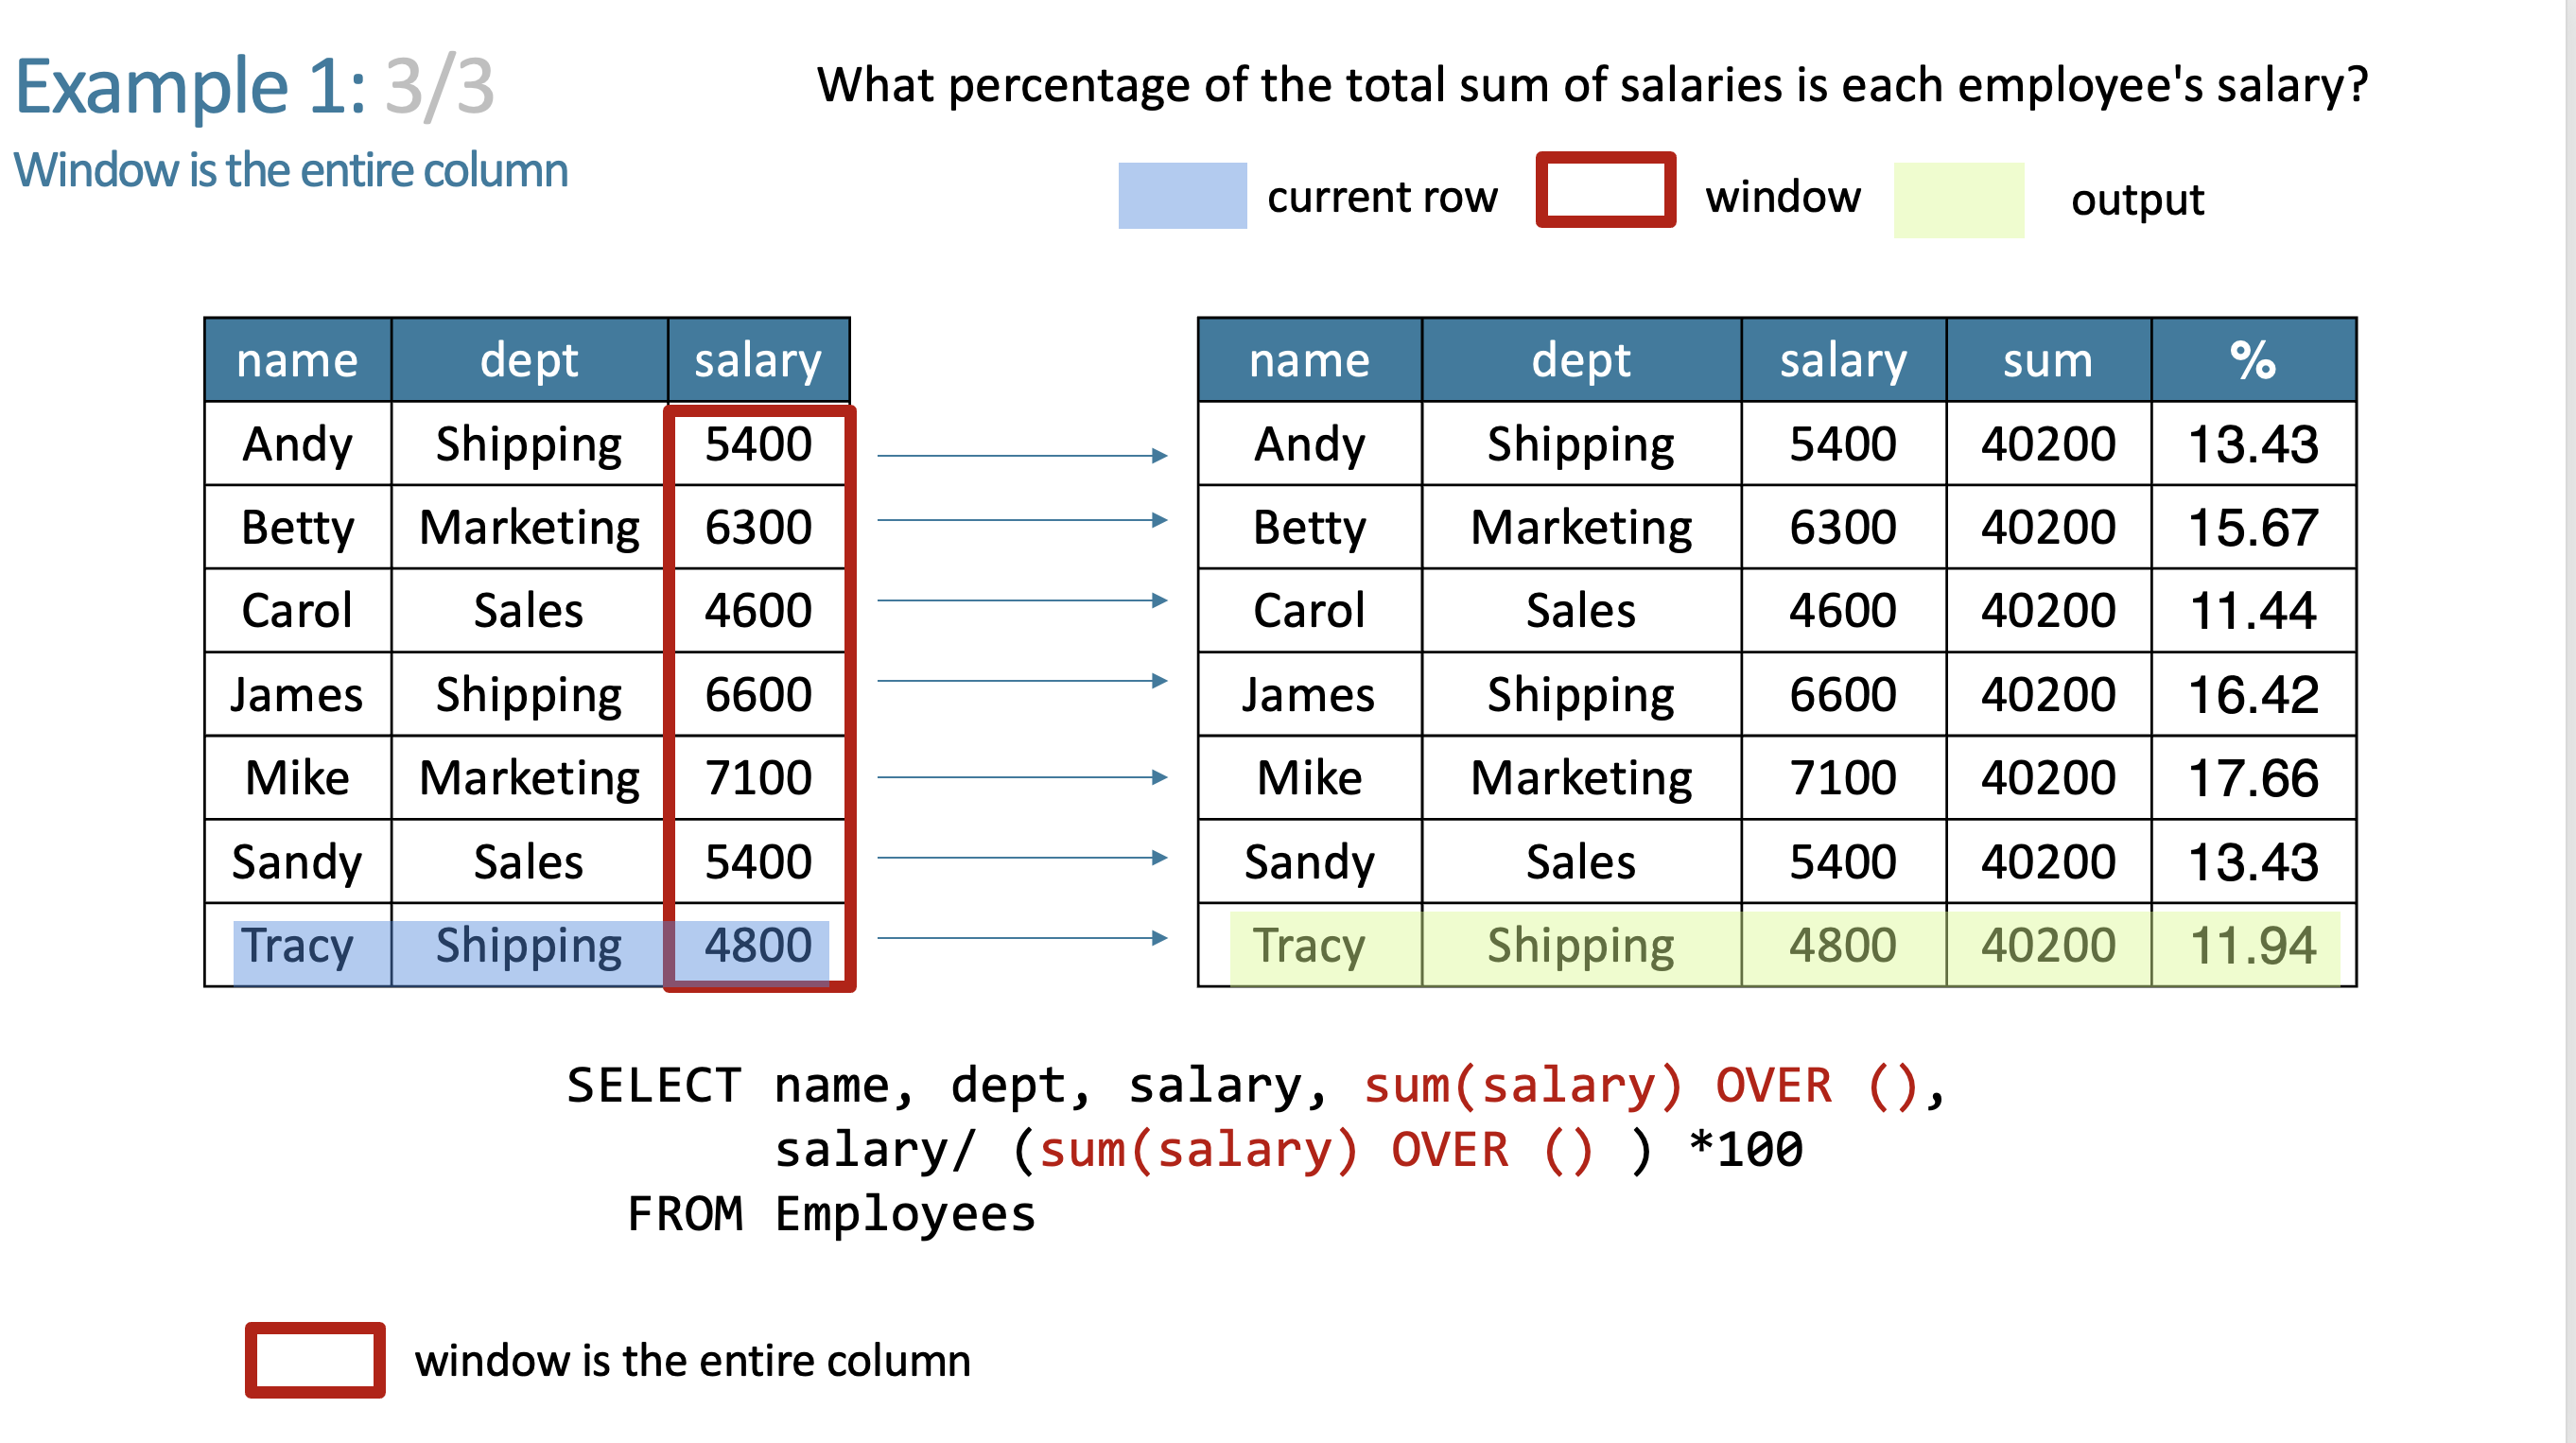 Example 1: 3/3
What percentage of the total sum of salaries is each employee's salary?
Window is the entire column
current row window output
name dept salary
Andy Shipping 5400
Betty Marketing 6300
Carol Sales 4600
James Shipping 6600
Mike Marketing 7100
Sandy Sales 5400
Tracy Shipping 4800
name dept salary sum %
Andy Shipping 5400 40200 13.43
Betty Marketing 6300 40200 15.67
Carol Sales 4600 40200 11.44
James Shipping 6600 40200 16.42
Mike Marketing 7100 40200 17.66
Sandy Sales 5400 40200 13.43
Tracy Shipping 4800 40200 11.94
SELECT name, dept, salary, sum(salary) OVER (),
salary/ (sum(salary) OVER () ) *100
FROM Employees
window is the entire column